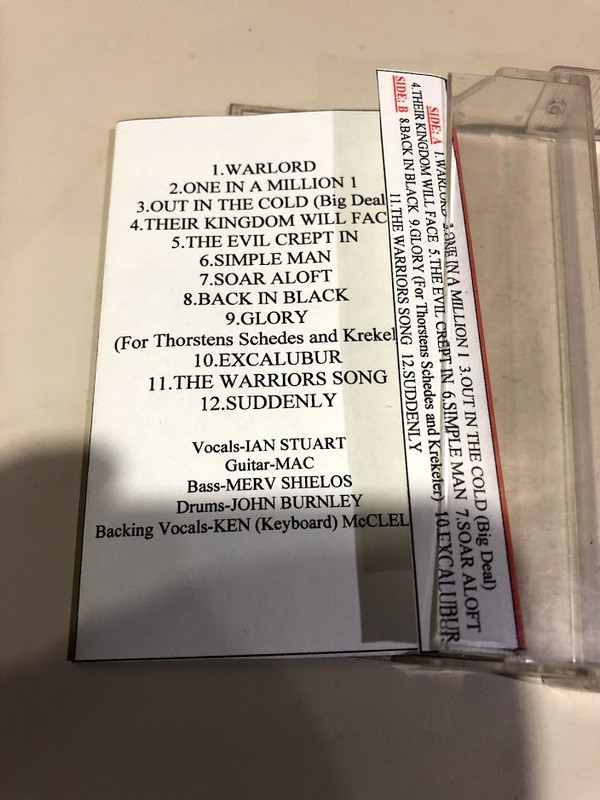 1.WARLORD
2.ONE IN A MILLION 1
3.OUT IN THE COLD (Big Deal
4.THEIR KINGDOM WILL FAC
5.THE EVIL CREPT IN
6.SIMPLE MAN
7.SOAR ALOFT
8.BACK IN BLACK
9.GLORY
(For Thorstens Schedes and Krekel
10.EXCALUBUR
11.THE WARRIORS SONG
12.SUDDENLY
Vocals-IAN STUART
Guitar-MAC
Bass-MERV SHIELOS
Drums-JOHN BURNLEY
Backing Vocals-KEN (Keyboard) McCLEL
SIDE: A 1.WARLORD 2.ONE IN A MILLION 1 3.OUT IN THE COLD (Big Deal)
4.THEIR KINGDOM WILL FACE 5.THE EVIL CREPT IN 6.SIMPLE MAN 7.SOAR ALOFT
SIDE: B 8.BACK IN BLACK 9.GLORY (For Thorstens Schedes and Krekeler) 10.EXCALUBUR
11.THE WARRIORS SONG 12.SUDDENLY